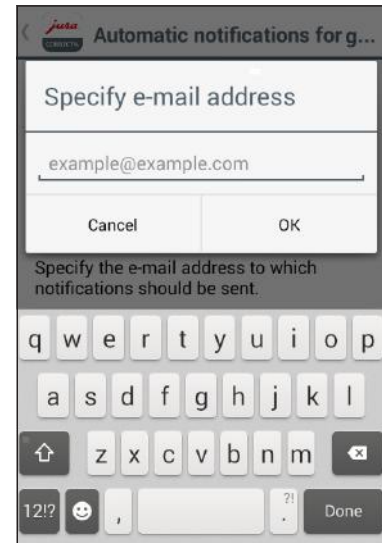 jura
CONNECTOR
Automatic notifications for g...
Specify e-mail address
example@example.com
Cancel
OK
Specify the e-mail address to which
notifications should be sent.
q w e r t y u i o p
a s d f g h j k l
z x c v b n m
12!? , ?! . Done